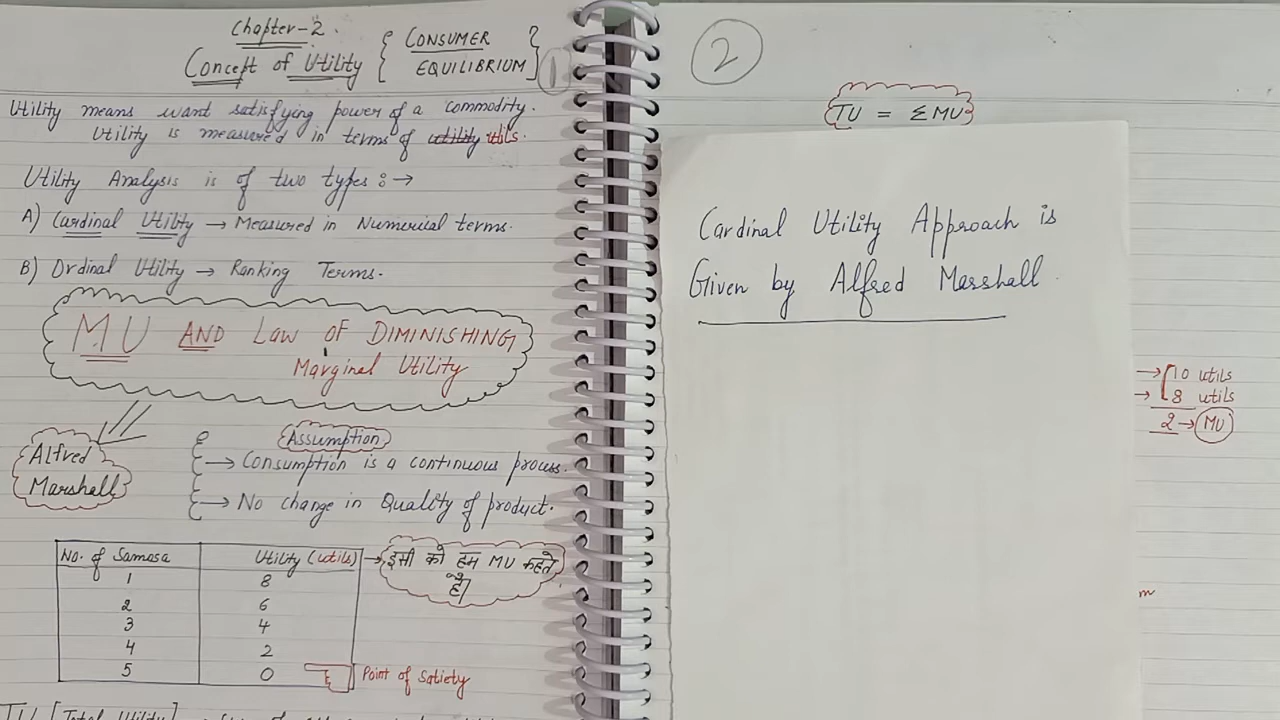 Chapter-2.
Concept of Utility { CONSUMER EQUILIBRIUM } 1
Utility means want satisfying power of a commodity.
Utility is measured in terms of utility utils.
Utility Analysis is of two types :→
A) Cardinal Utility → Measured in Numerical terms.
B) Ordinal Utility → Ranking Terms.
MU AND LAW OF DIMINISHING
Marginal Utility
Alfred
Marshall
Assumption
→ Consumption is a continuous process.
→ No change in Quality of product.
No. of Samosa Utility (utils) → इसी को हम MU कहते
है।
1 8
2 6
3 4
4 2
5 0 Point of Satiety
TU [Total Utility]
2
TU = ΣMU
Cardinal Utility Approach is
Given by Alfred Marshall.
→ 10 utils
→ 8 utils
2 → MU
m